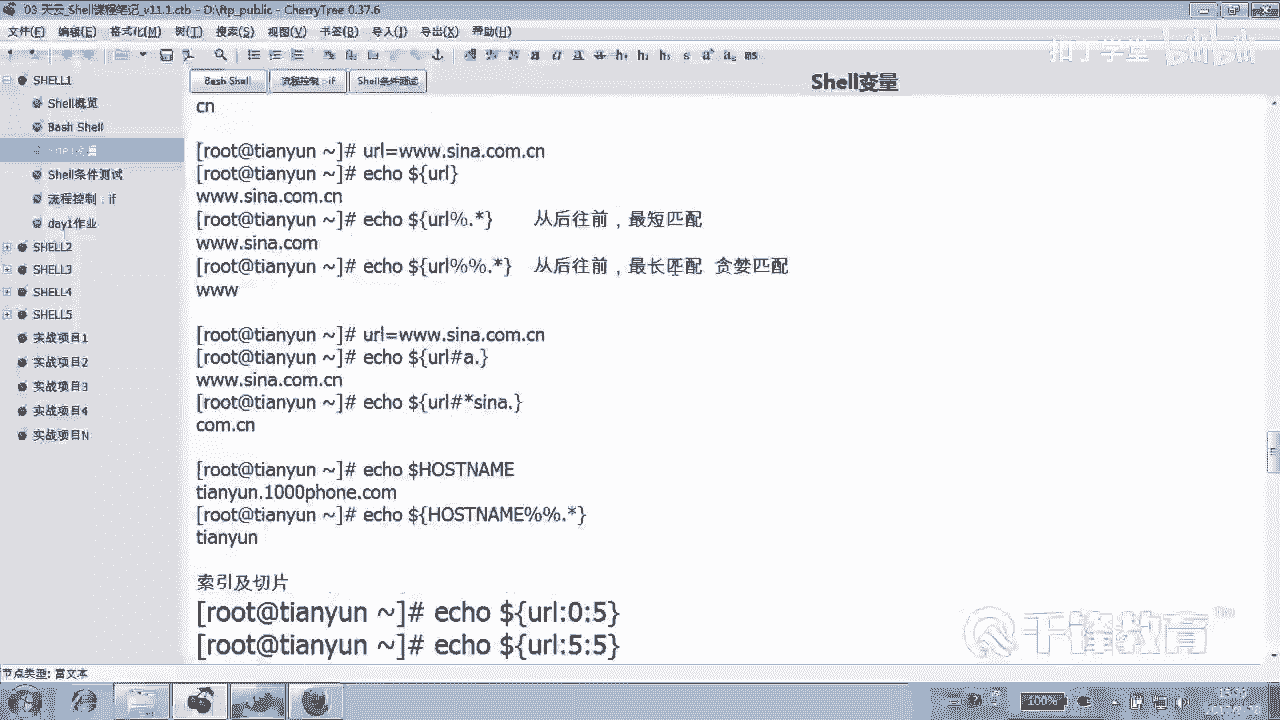 03_天云_Shell课程笔记_v11.1.ctb - D:\ftp_public - CherryTree 0.37.6
文件(F) 编辑(E) 格式化(M) 树(T) 搜索(S) 视图(V) 书签(B) 导入(I) 导出(X) 帮助(H)
扣丁学堂 bilibili
SHELL1
Shell概览
Bash Shell
Shell条件测试
流程控制：if
day1作业
SHELL2
SHELL3
SHELL4
SHELL5
实战项目1
实战项目2
实战项目3
实战项目4
实战项目N
Bash Shell 流程控制：if Shell条件测试
Shell变量
cn
[root@tianyun ~]# url=www.sina.com.cn
[root@tianyun ~]# echo ${url}
www.sina.com.cn
[root@tianyun ~]# echo ${url%.*} 从后往前，最短匹配
www.sina.com
[root@tianyun ~]# echo ${url%%.*} 从后往前，最长匹配 贪婪匹配
www
[root@tianyun ~]# url=www.sina.com.cn
[root@tianyun ~]# echo ${url#a.}
www.sina.com.cn
[root@tianyun ~]# echo ${url#*sina.}
com.cn
[root@tianyun ~]# echo $HOSTNAME
tianyun.1000phone.com
[root@tianyun ~]# echo ${HOSTNAME%%.*}
tianyun
索引及切片
[root@tianyun ~]# echo ${url:0:5}
[root@tianyun ~]# echo ${url:5:5}
千锋教育
节点类型: 富文本
100%